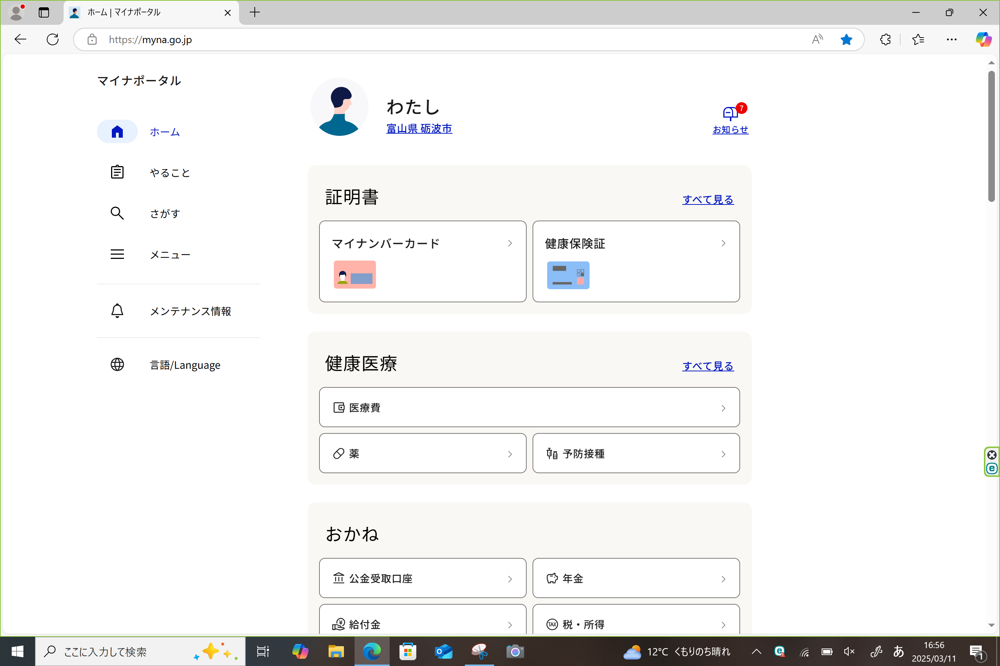 ホーム | マイナポータル
https://myna.go.jp
マイナポータル
ホーム
やること
さがす
メニュー
メンテナンス情報
言語/Language
わたし
富山県 砺波市
7
お知らせ
証明書
すべて見る
マイナンバーカード
健康保険証
健康医療
すべて見る
医療費
薬
予防接種
おかね
公金受取口座
年金
給付金
TAX 税・所得
ここに入力して検索
12°C くもりのち晴れ
あ
16:56
2025/03/11
1